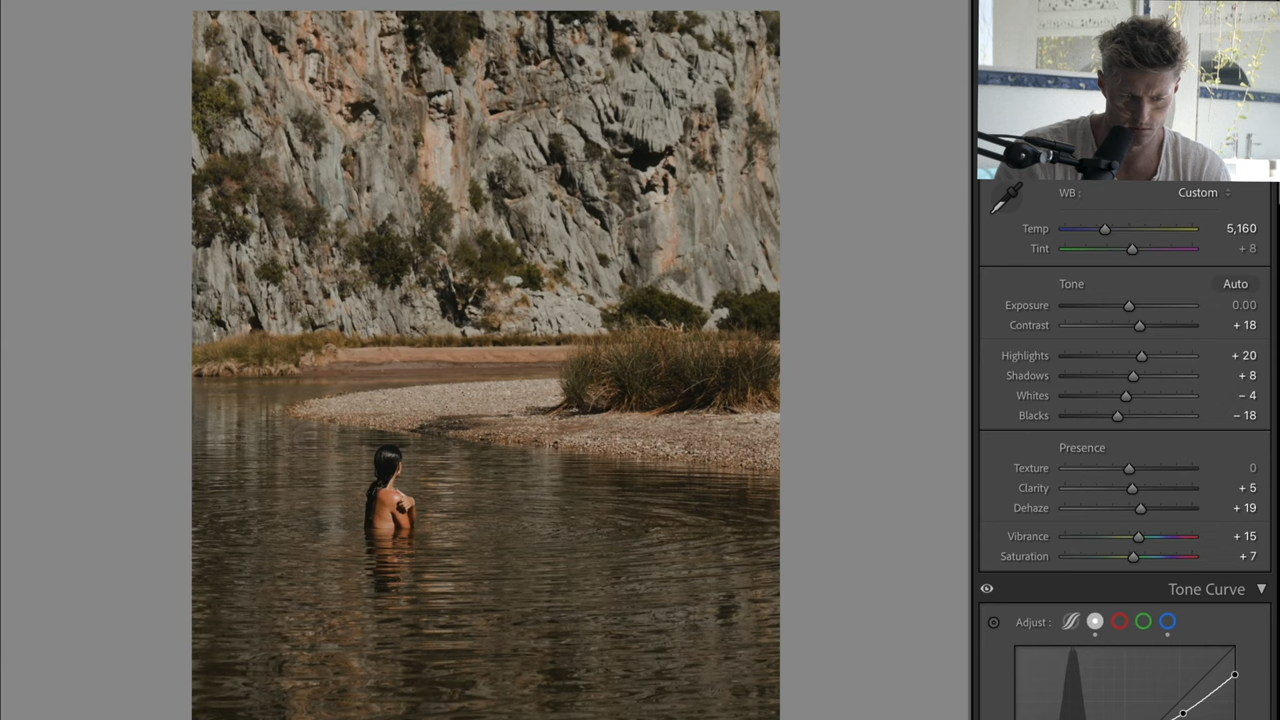 WB : Custom
Temp 5,160
Tint + 8
Tone Auto
Exposure 0.00
Contrast + 18
Highlights + 20
Shadows + 8
Whites − 4
Blacks − 18
Presence
Texture 0
Clarity + 5
Dehaze + 19
Vibrance + 15
Saturation + 7
Tone Curve
Adjust :